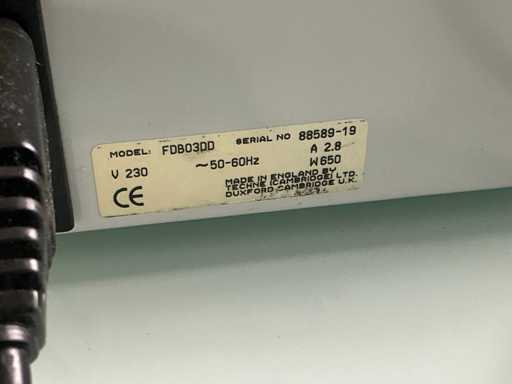 MODEL: FDB03DD SERIAL NO 88589-19
V 230 ~50-60Hz A 2.8
W 650
CE MADE IN ENGLAND BY
TECHNE (CAMBRIDGE) LTD.
DUXFORD CAMBRIDGE U.K.